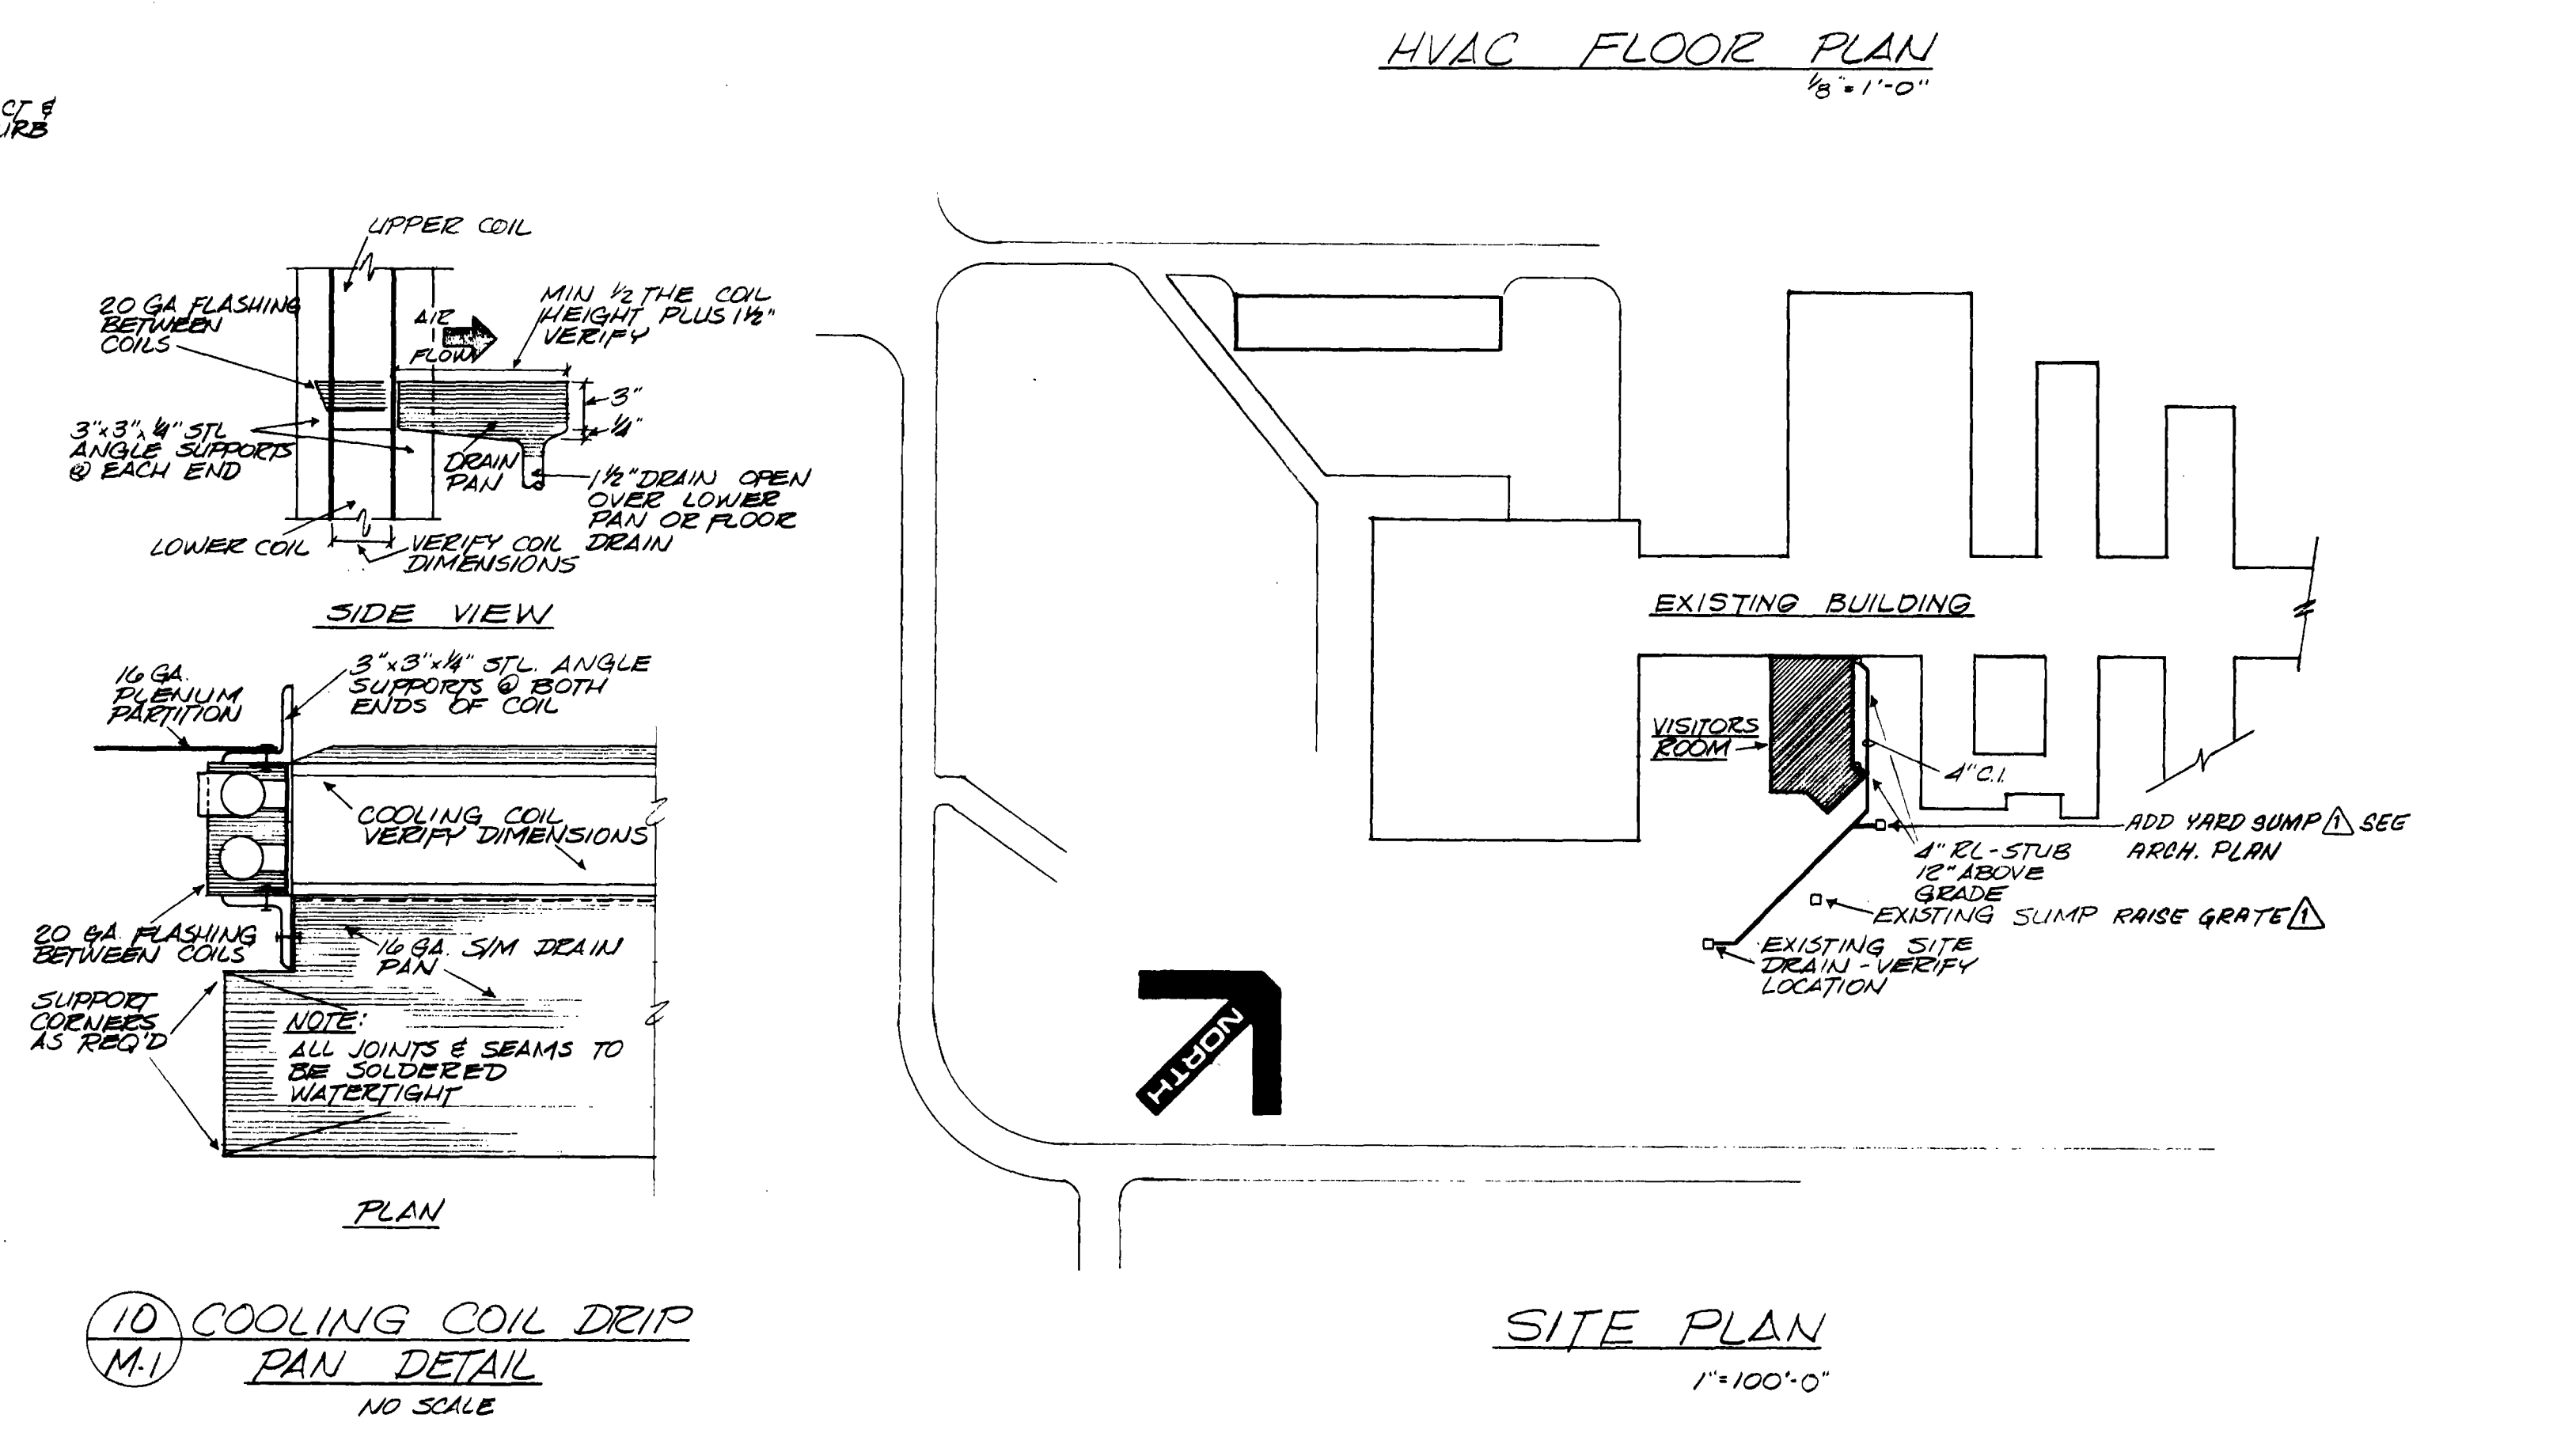 HVAC FLOOR PLAN
1/8" = 1'-0"
CT &
URB
UPPER COIL
20 GA FLASHING
BETWEEN
COILS
AIR
FLOW
MIN 1/2 THE COIL
HEIGHT PLUS 1 1/2"
VERIFY
3"
1/4"
3"x3"x1/4" STL
ANGLE SUPPORTS
@ EACH END
DRAIN
PAN
1 1/2" DRAIN OPEN
OVER LOWER
PAN OR FLOOR
DRAIN
LOWER COIL
VERIFY COIL
DIMENSIONS
SIDE VIEW
16 GA.
PLENUM
PARTITION
3"x3"x1/4" STL. ANGLE
SUPPORTS @ BOTH
ENDS OF COIL
COOLING COIL
VERIFY DIMENSIONS
20 GA. FLASHING
BETWEEN COILS
16 GA. S/M DRAIN
PAN
SUPPORT
CORNERS
AS REQ'D
NOTE:
ALL JOINTS & SEAMS TO
BE SOLDERED
WATERTIGHT
PLAN
10
M-1
COOLING COIL DRIP
PAN DETAIL
NO SCALE
EXISTING BUILDING
VISITORS
ROOM
4" C.I.
ADD YARD SUMP 1 SEE
ARCH. PLAN
4" RL-STUB
12" ABOVE
GRADE
EXISTING SUMP RAISE GRATE 1
EXISTING SITE
DRAIN - VERIFY
LOCATION
NORTH
SITE PLAN
1"=100'-0"